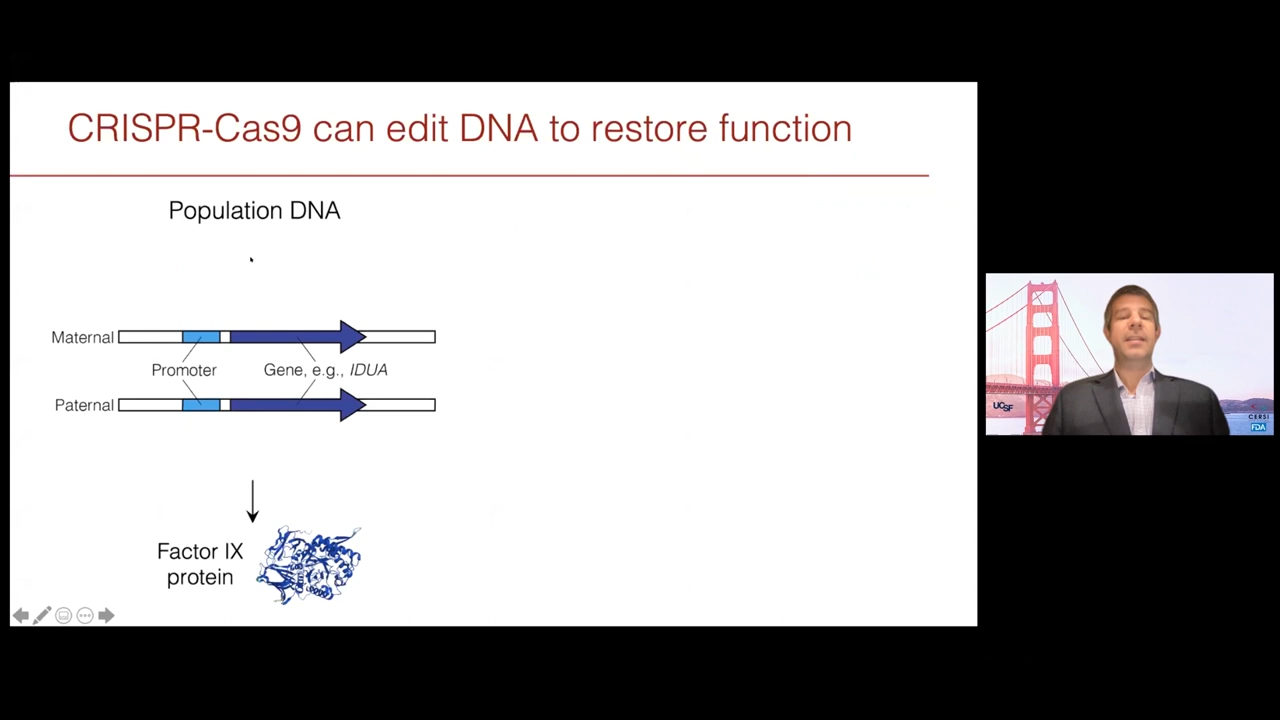 CRISPR-Cas9 can edit DNA to restore function
Population DNA
Maternal
Promoter
Gene, e.g., IDUA
Paternal
Factor IX
protein
UCSF
CERSI
FDA